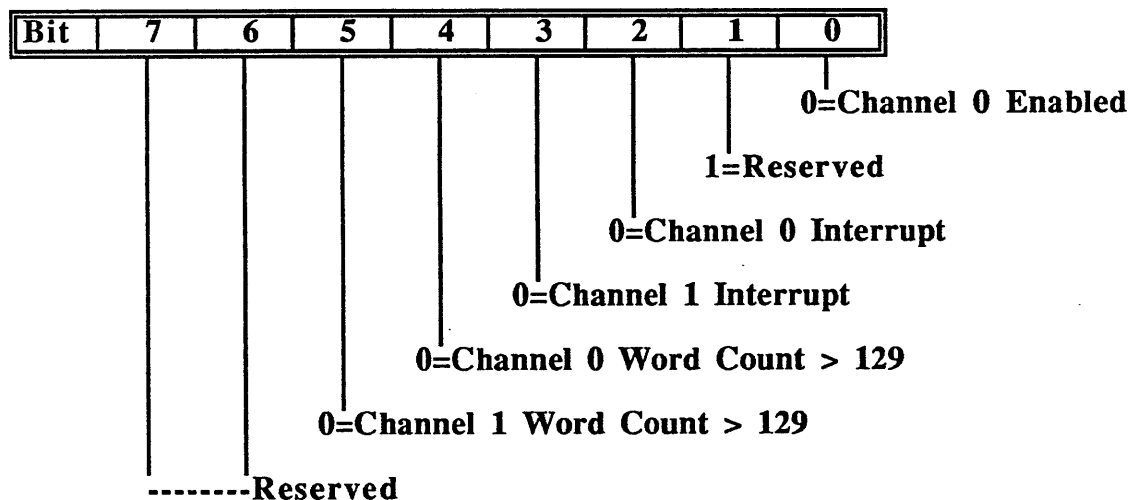 Bit 7 6 5 4 3 2 1 0
0=Channel 0 Enabled
1=Reserved
0=Channel 0 Interrupt
0=Channel 1 Interrupt
0=Channel 0 Word Count > 129
0=Channel 1 Word Count > 129
--------Reserved